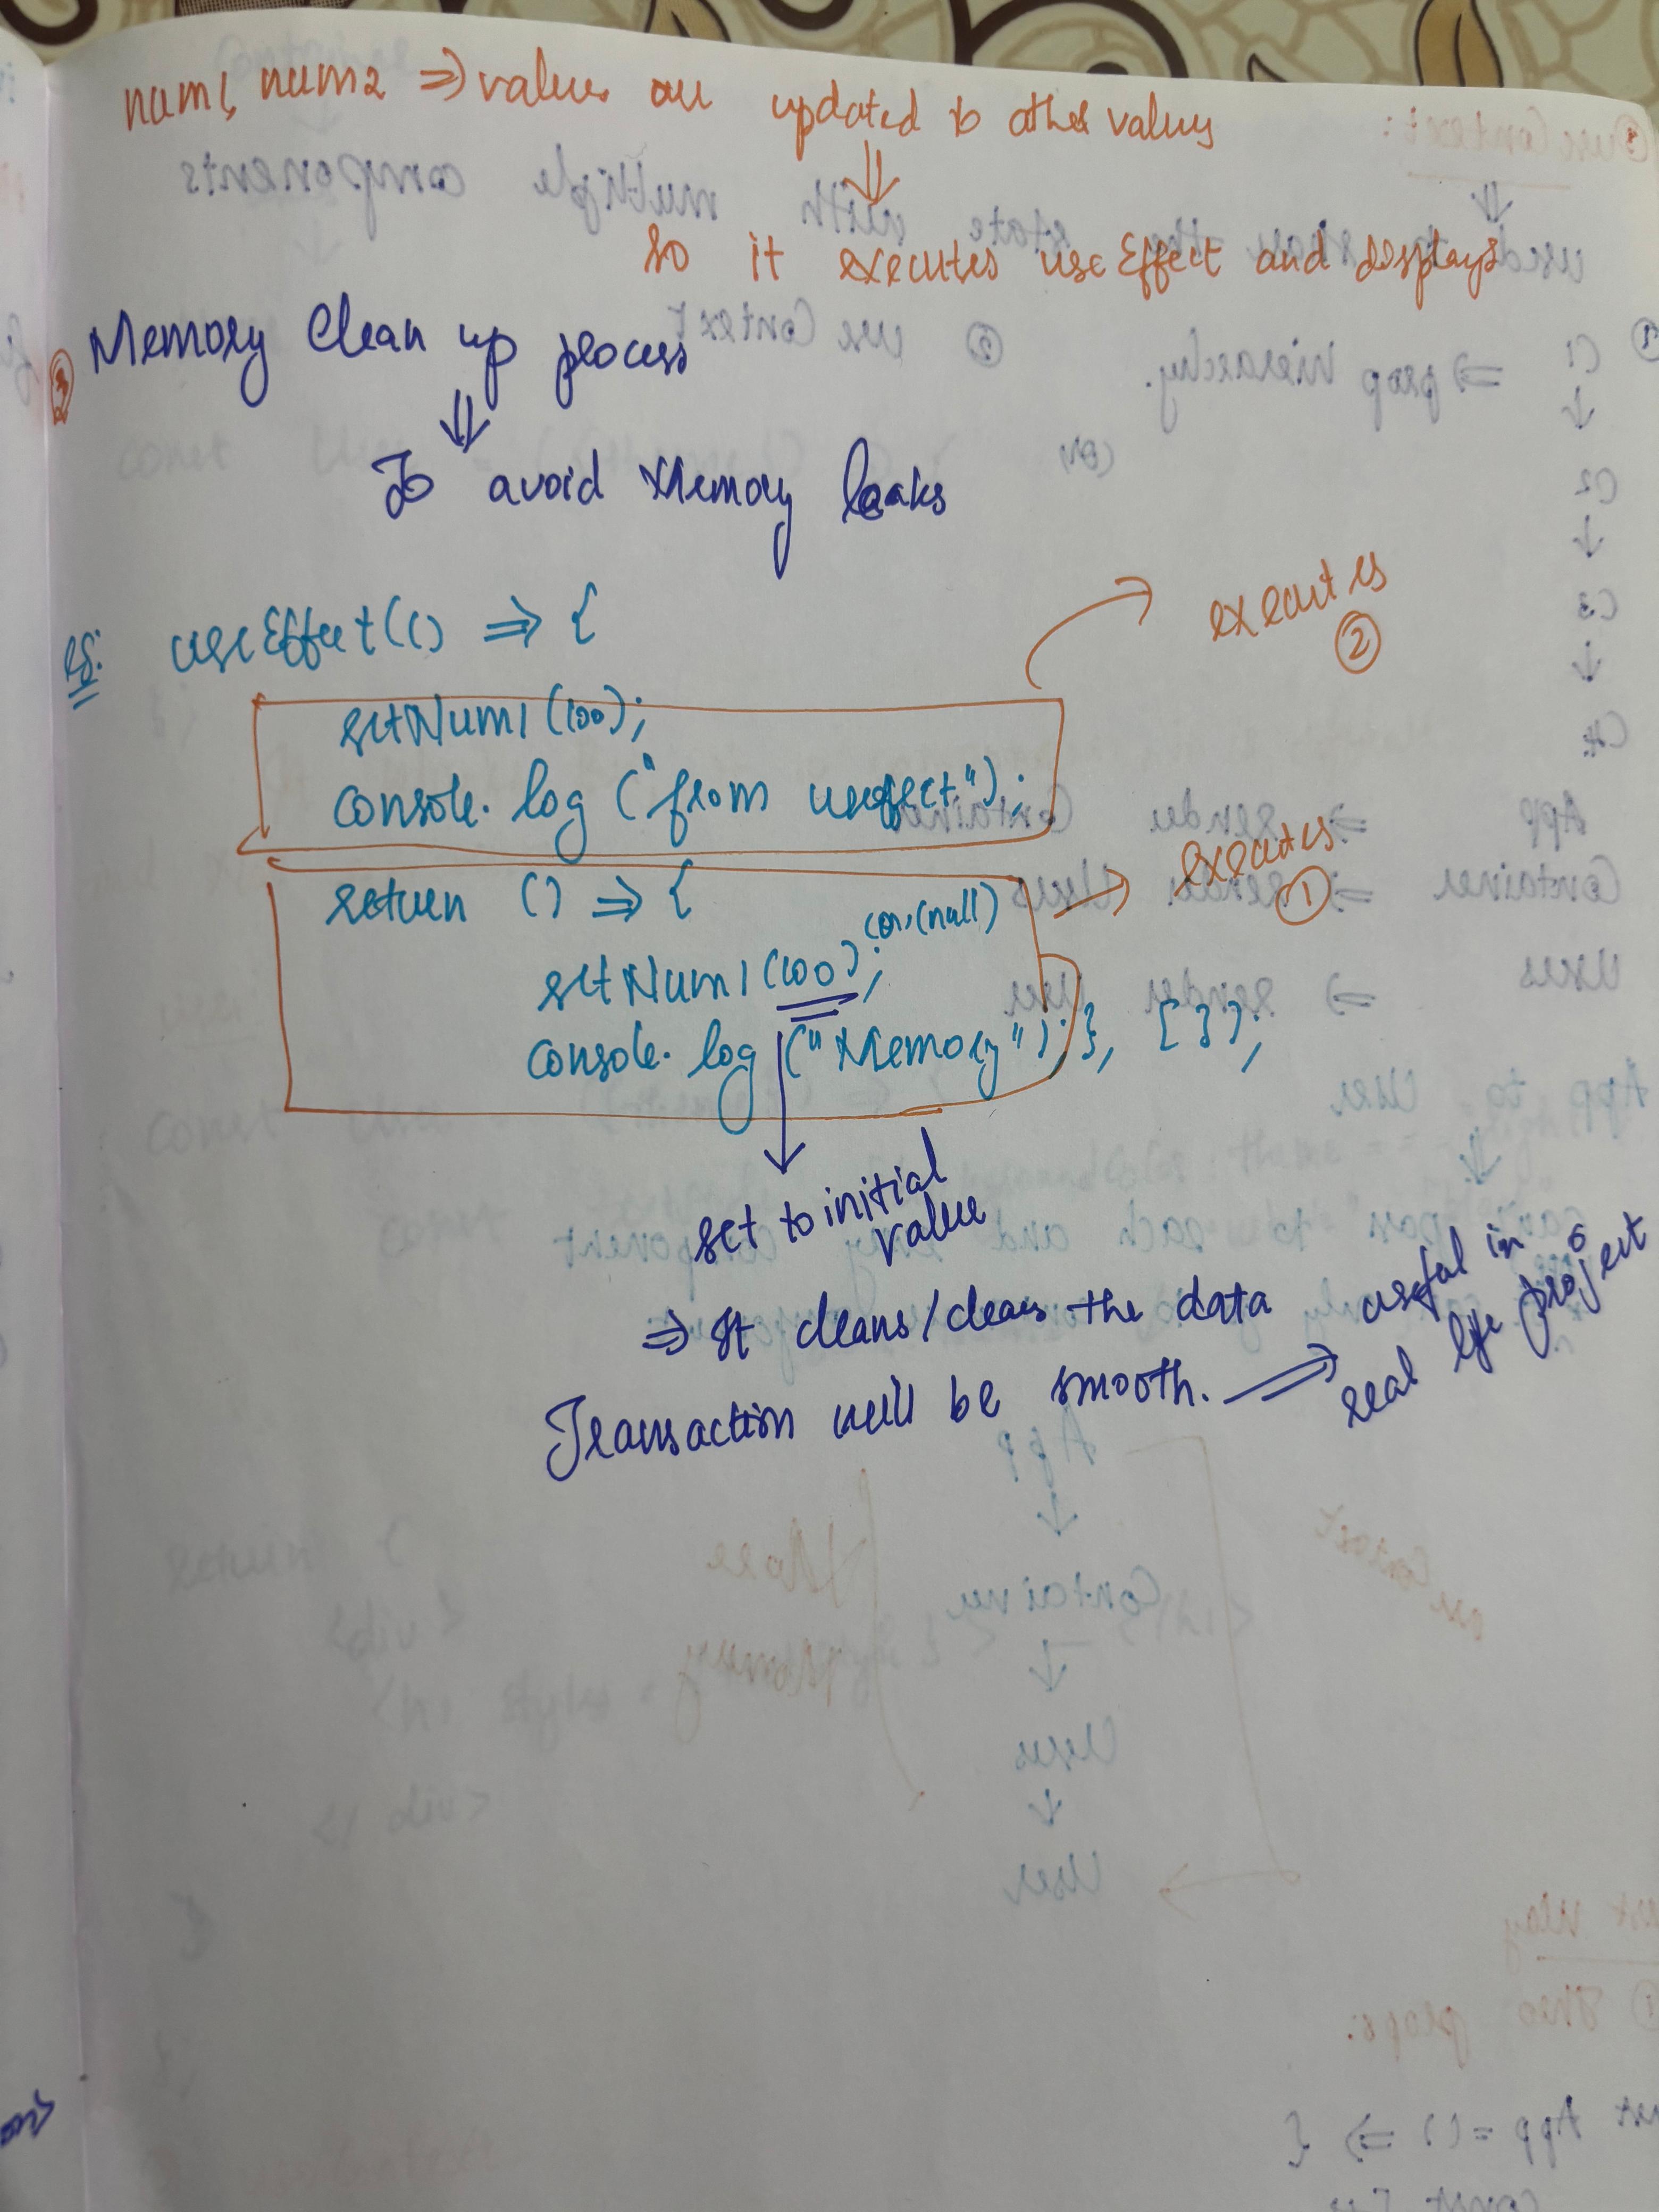 num1, num2 => values are updated to other values
⇓
so it executes useEffect and displays
③ Memory Clean up process
⇓
To avoid Memory leaks
eg: useEffect(() => {
executes ②
setNum1(100);
console.log("from useffect");
return () => {
executes ①
setNum1(100); (or (null)
console.log("Memory");}, []);
set to initial
value
=> It cleans/clears the data
Transaction will be smooth. => useful in
real life project